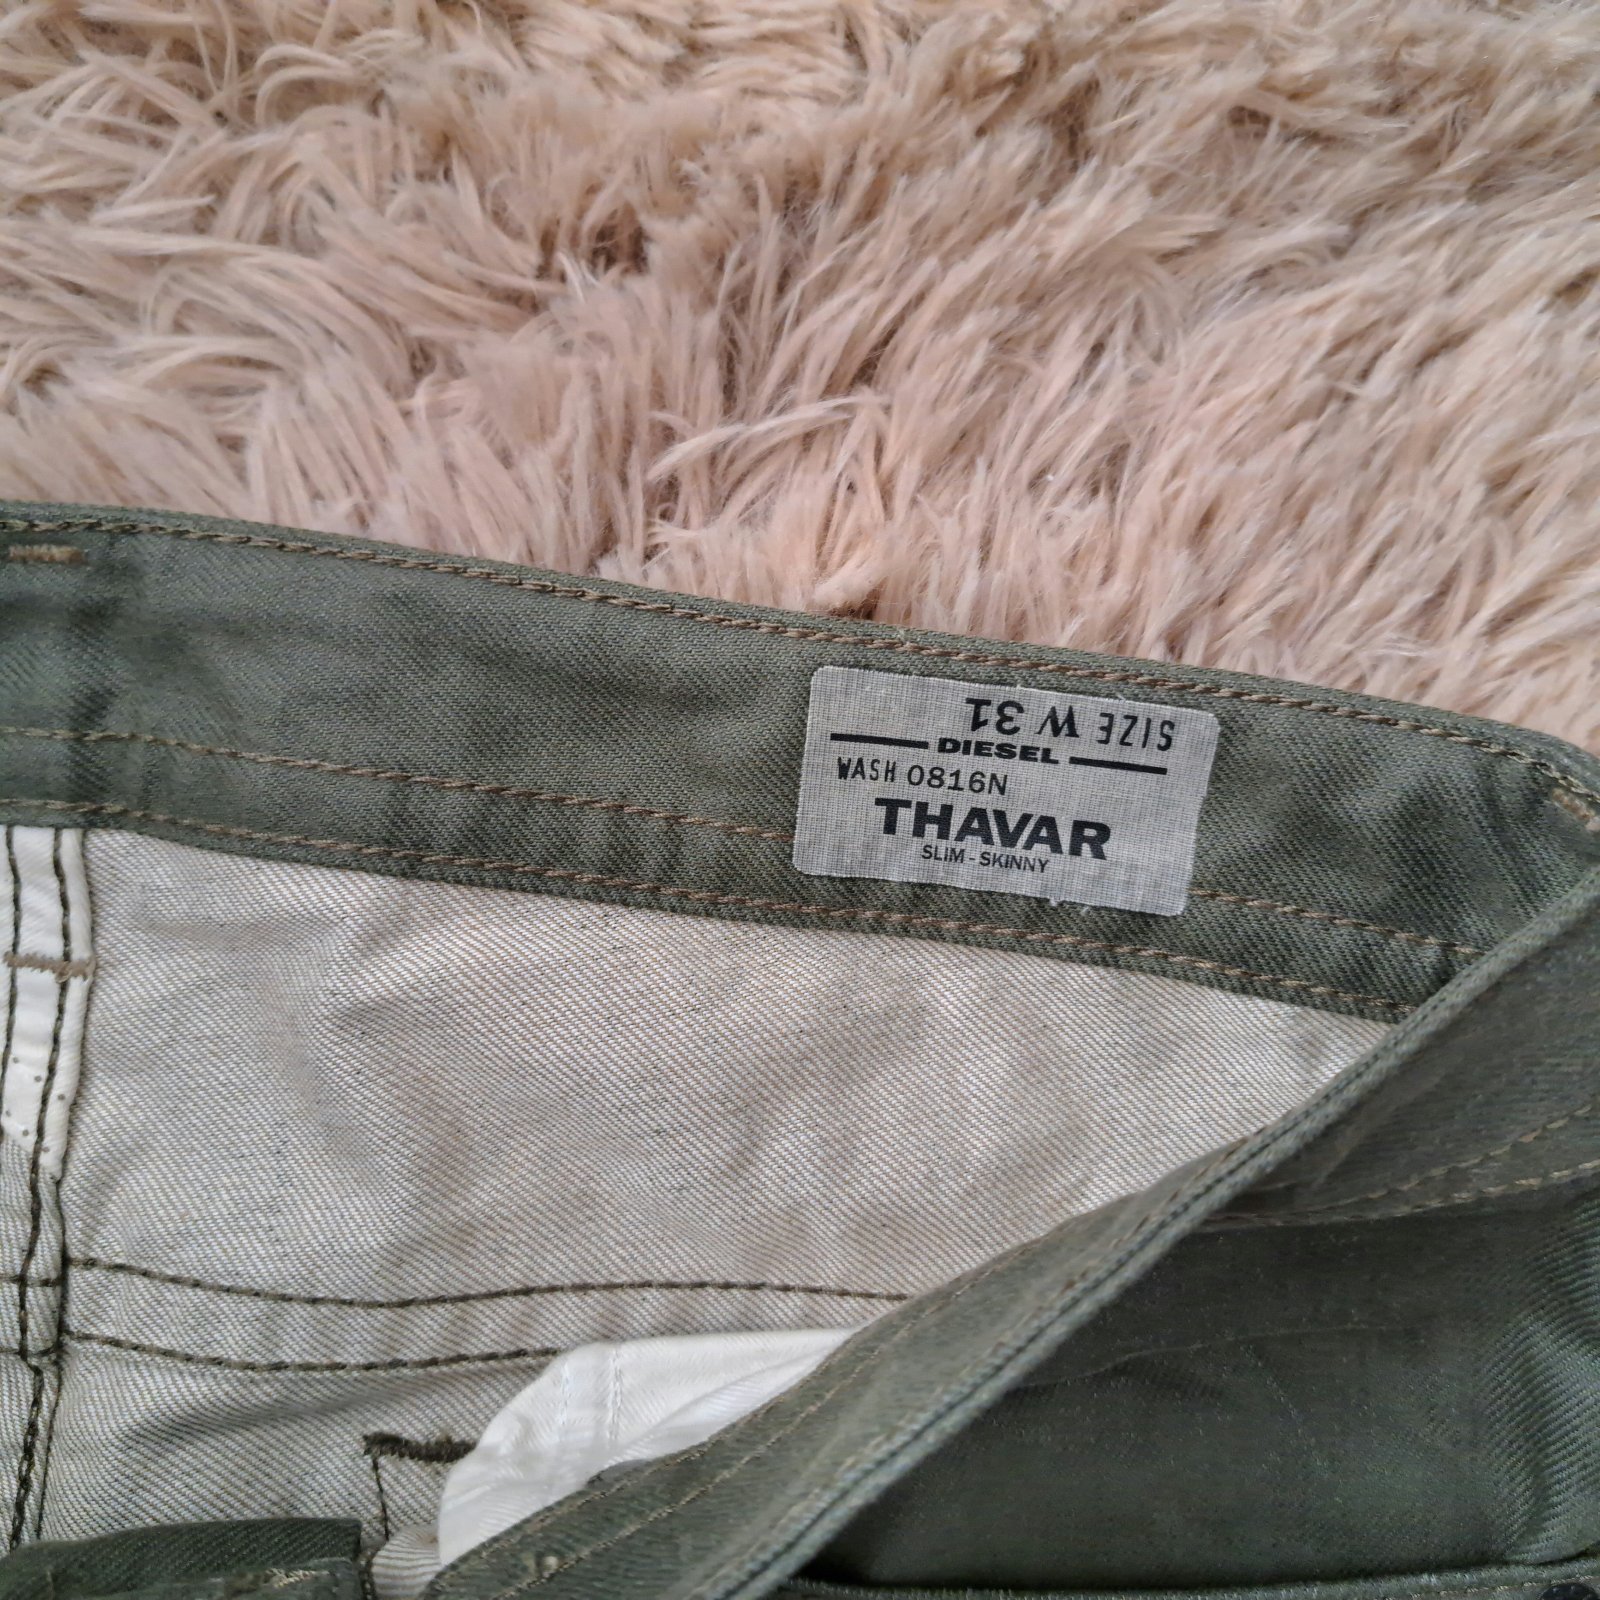 SIZE W 31
DIESEL
WASH 0816N
THAVAR
SLIM - SKINNY